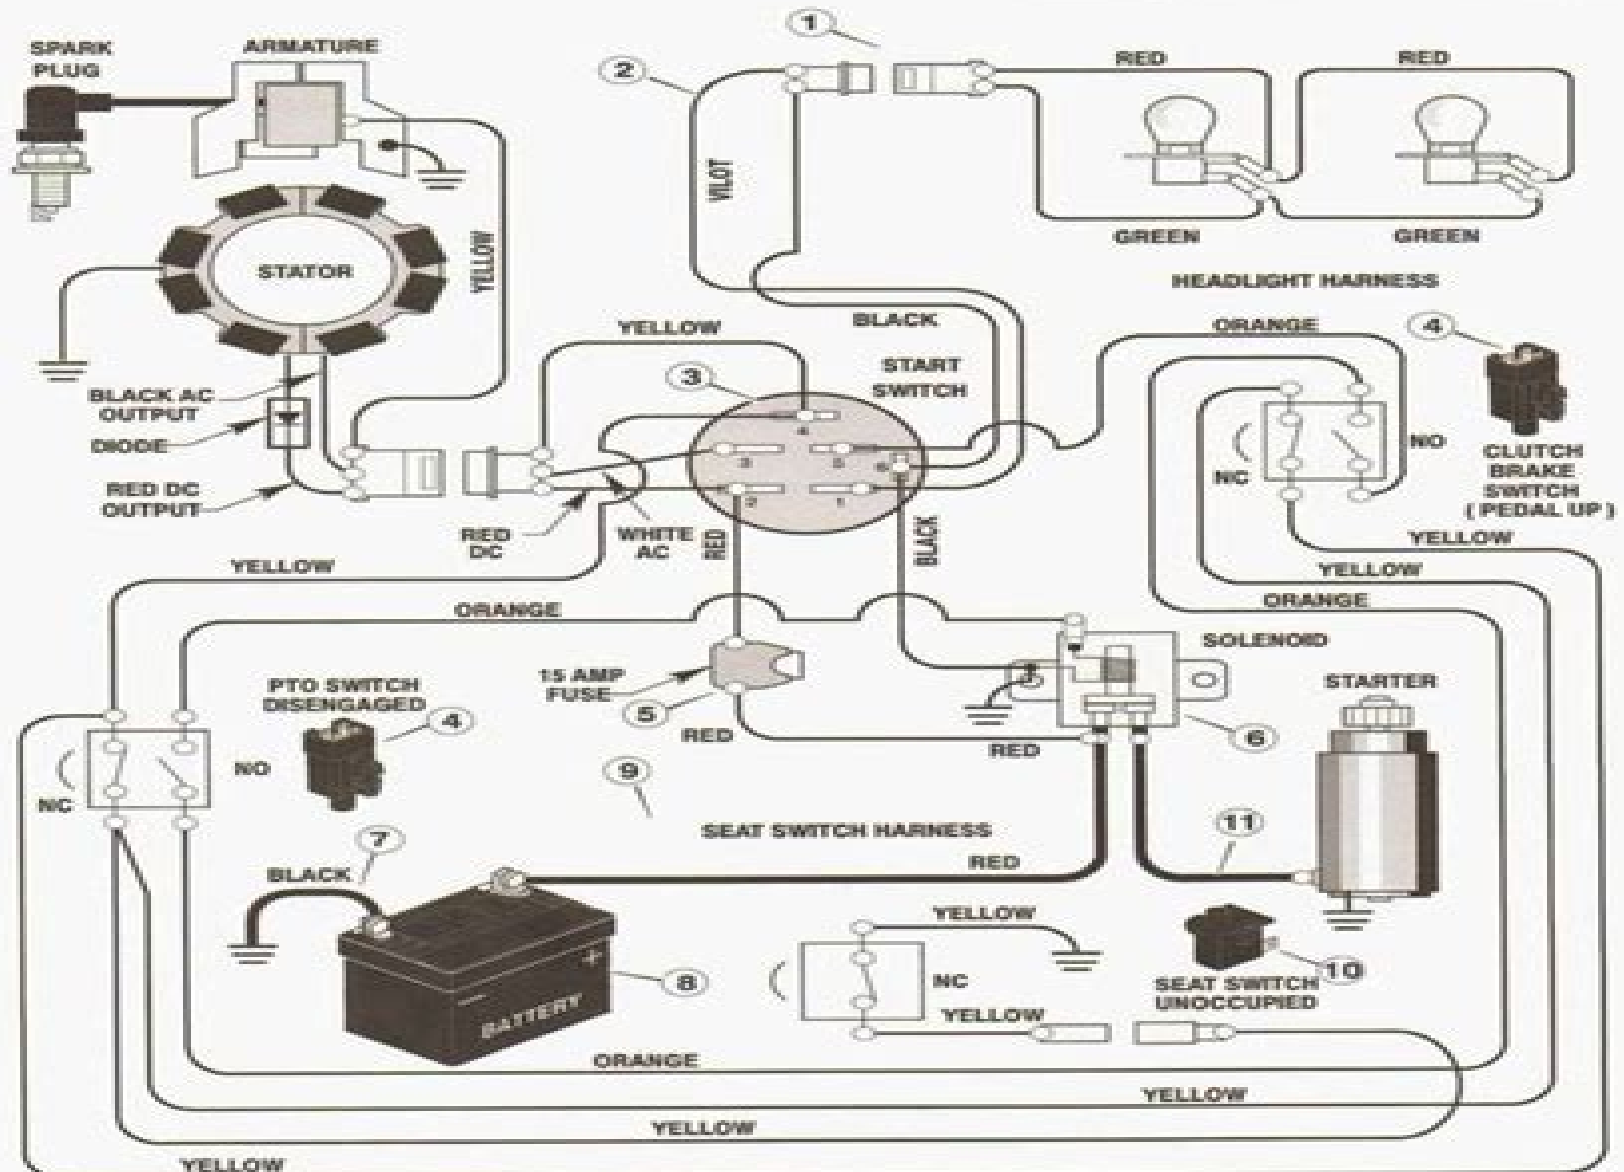 SPARK
PLUG
ARMATURE
1
2
RED
RED
VILOT
YELLOW
STATOR
GREEN
GREEN
HEADLIGHT HARNESS
YELLOW
BLACK
ORANGE
4
START
SWITCH
3
BLACK AC
OUTPUT
DIODE
RED DC
OUTPUT
4
3
5
6
2
1
NC
NO
CLUTCH
BRAKE
SWITCH
( PEDAL UP )
RED
DC
WHITE
AC
RED
BLACK
YELLOW
YELLOW
YELLOW
ORANGE
ORANGE
SOLENOID
15 AMP
FUSE
5
STARTER
PTO SWITCH
DISENGAGED
4
RED
RED
6
NO
NC
9
7
11
SEAT SWITCH HARNESS
RED
BLACK
YELLOW
8
BATTERY
+
NC
10
SEAT SWITCH
UNOCCUPIED
YELLOW
ORANGE
YELLOW
YELLOW
YELLOW